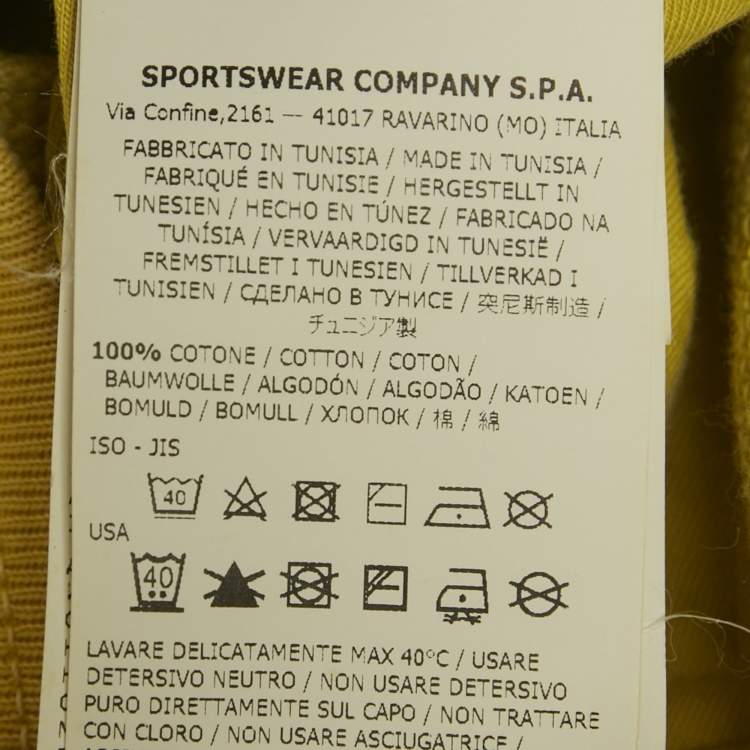 SPORTSWEAR COMPANY S.P.A.
Via Confine,2161 — 41017 RAVARINO (MO) ITALIA
FABBRICATO IN TUNISIA / MADE IN TUNISIA /
FABRIQUÉ EN TUNISIE / HERGESTELLT IN
TUNESIEN / HECHO EN TÚNEZ / FABRICADO NA
TUNÍSIA / VERVAARDIGD IN TUNESIË /
FREMSTILLET I TUNESIEN / TILLVERKAD I
TUNISIEN / СДЕЛАНО В ТУНИСЕ / 突尼斯制造 /
チュニジア製
100% COTONE / COTTON / COTON /
BAUMWOLLE / ALGODÓN / ALGODÃO / KATOEN /
BOMULD / BOMULL / ХЛОПОК / 棉 / 綿
ISO - JIS
40
USA
40
LAVARE DELICATAMENTE MAX 40°C / USARE
DETERSIVO NEUTRO / NON USARE DETERSIVO
PURO DIRETTAMENTE SUL CAPO / NON TRATTARE
CON CLORO / NON USARE ASCIUGATRICE /